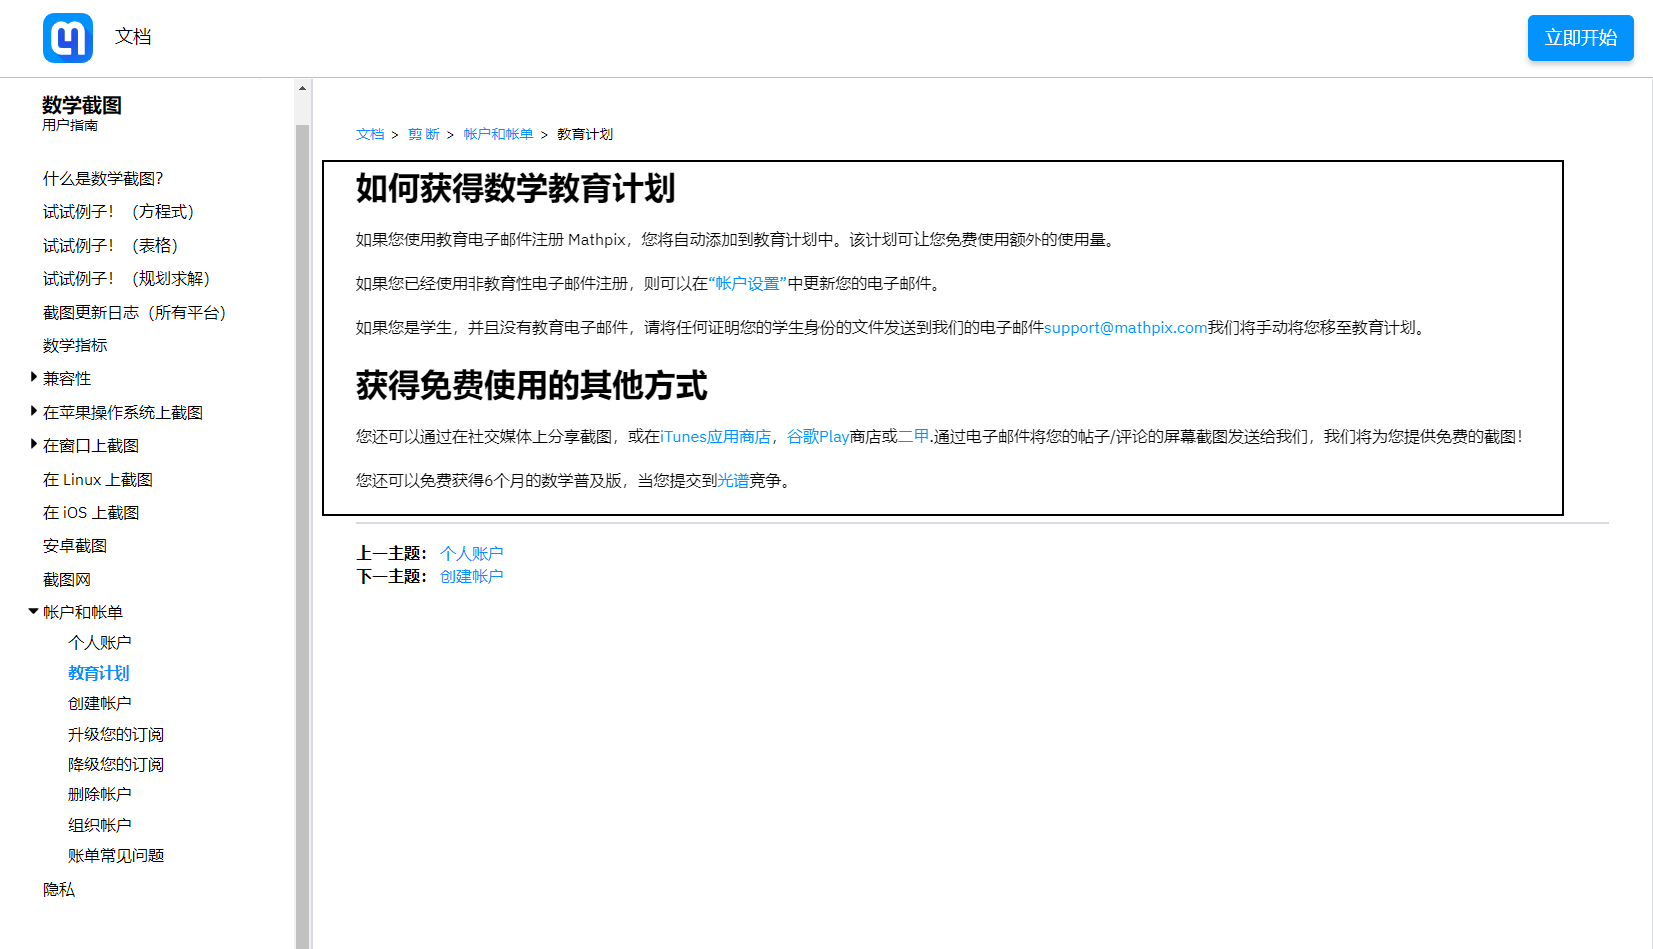 文档
立即开始
数学截图
用户指南
什么是数学截图？
试试例子！（方程式）
试试例子！（表格）
试试例子！（规划求解）
截图更新日志（所有平台）
数学指标
兼容性
在苹果操作系统上截图
在窗口上截图
在 Linux 上截图
在 iOS 上截图
安卓截图
截图网
帐户和帐单
个人账户
教育计划
创建帐户
升级您的订阅
降级您的订阅
删除帐户
组织帐户
账单常见问题
隐私
文档 > 剪 断 > 帐户和帐单 > 教育计划
如何获得数学教育计划
如果您使用教育电子邮件注册 Mathpix，您将自动添加到教育计划中。该计划可让您免费使用额外的使用量。
如果您已经使用非教育性电子邮件注册，则可以在“帐户设置”中更新您的电子邮件。
如果您是学生，并且没有教育电子邮件，请将任何证明您的学生身份的文件发送到我们的电子邮件support@mathpix.com我们将手动将您移至教育计划。
获得免费使用的其他方式
您还可以通过在社交媒体上分享截图，或在iTunes应用商店，谷歌Play商店或二甲.通过电子邮件将您的帖子/评论的屏幕截图发送给我们，我们将为您提供免费的截图！
您还可以免费获得6个月的数学普及版，当您提交到光谱竞争。
上一主题： 个人账户
下一主题： 创建帐户